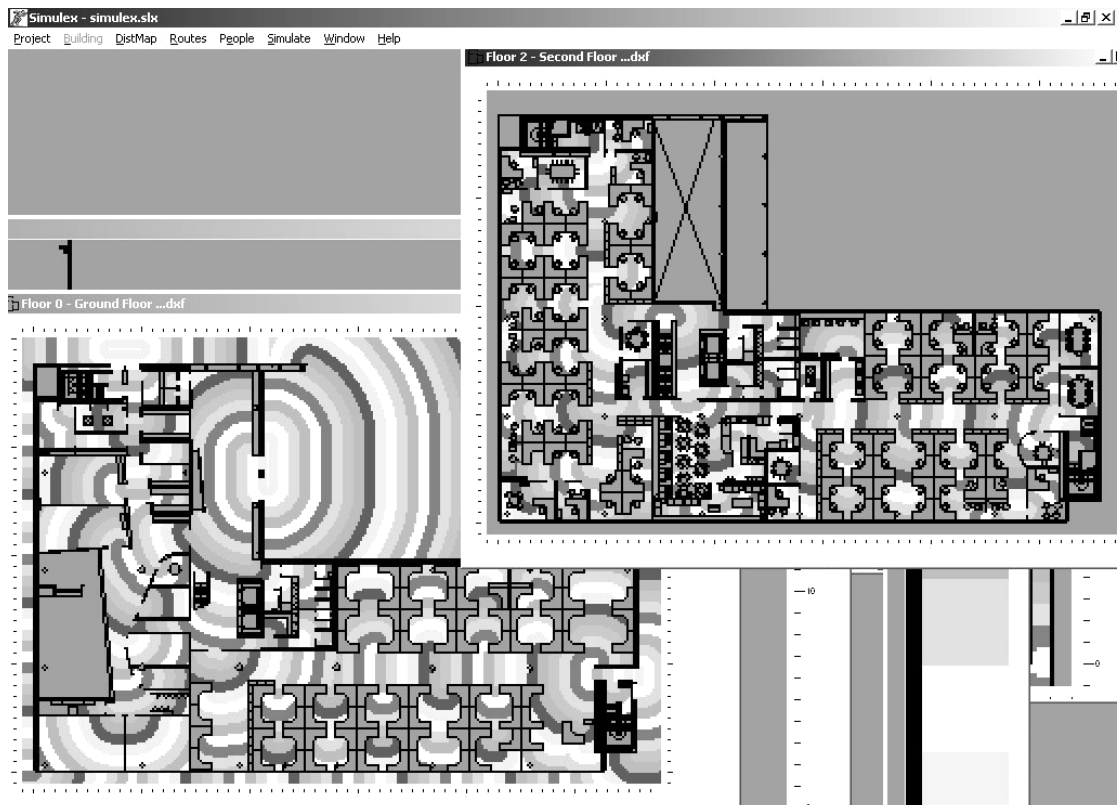 Simulex - simulex.slx
Project Building DistMap Routes People Simulate Window Help
Floor 2 - Second Floor ...dxf
Floor 0 - Ground Floor ...dxf
10
0